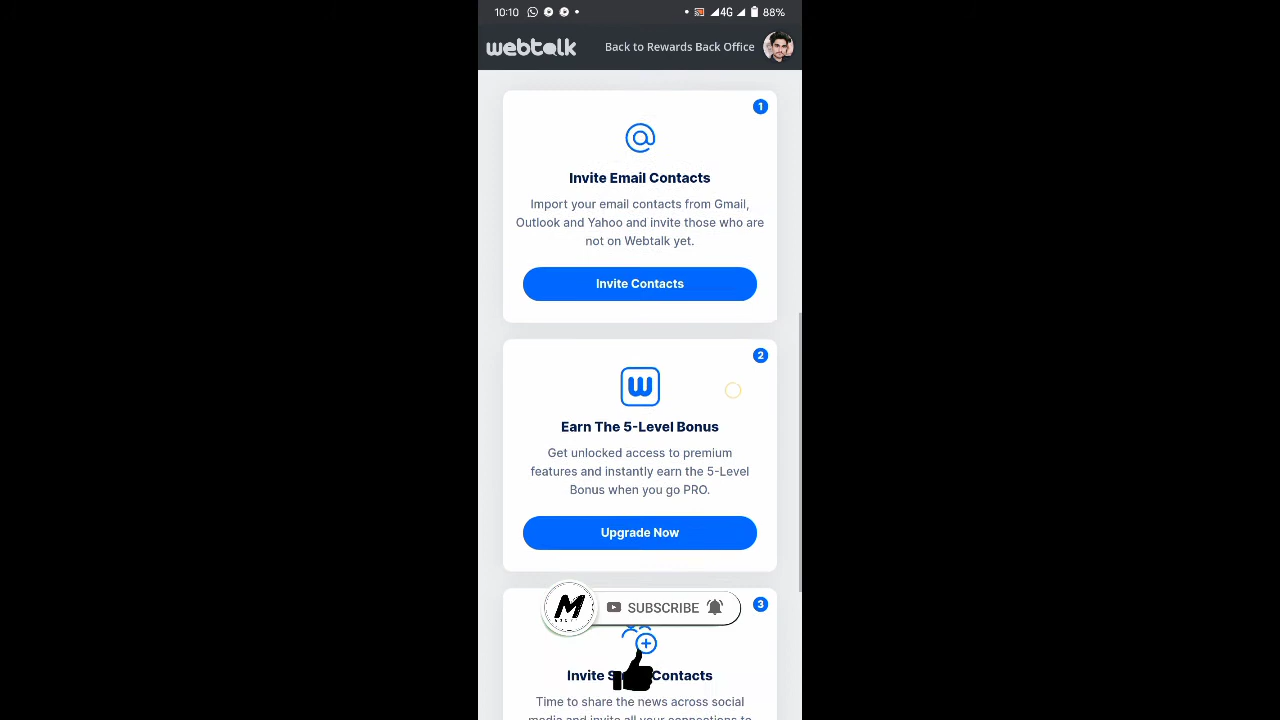 10:10
4G
88%
webtalk
Back to Rewards Back Office
1
Invite Email Contacts
Import your email contacts from Gmail,
Outlook and Yahoo and invite those who are
not on Webtalk yet.
Invite Contacts
2
W
Earn The 5-Level Bonus
Get unlocked access to premium
features and instantly earn the 5-Level
Bonus when you go PRO.
Upgrade Now
3
M
SUBSCRIBE
Invite Contacts
Time to share the news across social
media and invite all your connections to